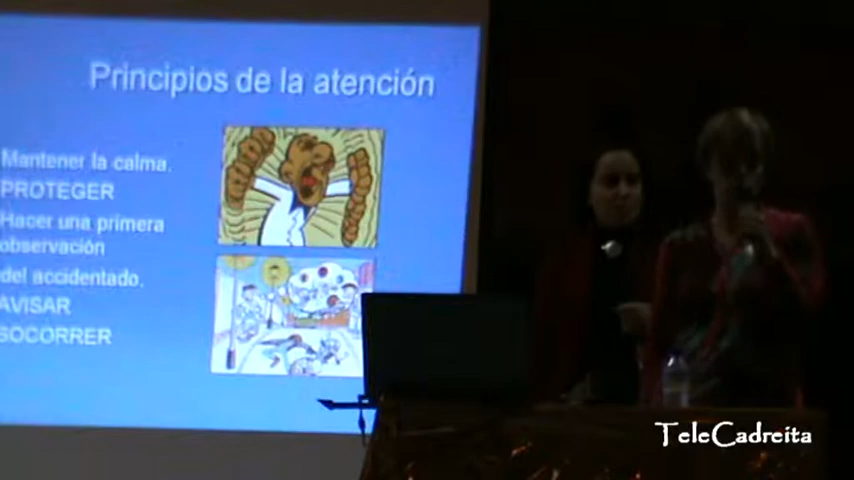 Principios de la atención
Mantener la calma.
PROTEGER
Hacer una primera
observación
del accidentado.
AVISAR
SOCORRER
TeleCadreita